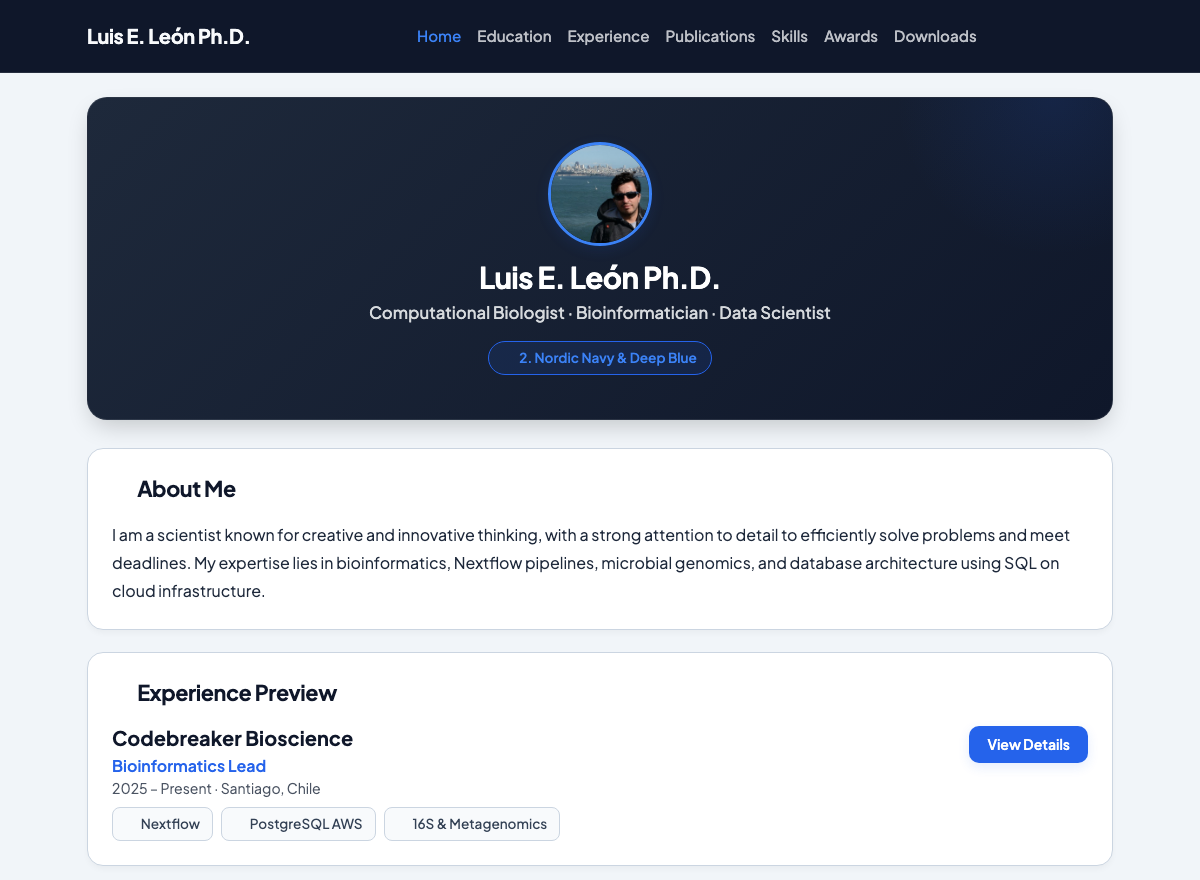 Luis E. León Ph.D.
Home Education Experience Publications Skills Awards Downloads
Luis E. León Ph.D.
Computational Biologist · Bioinformatician · Data Scientist
2. Nordic Navy & Deep Blue
About Me
I am a scientist known for creative and innovative thinking, with a strong attention to detail to efficiently solve problems and meet
deadlines. My expertise lies in bioinformatics, Nextflow pipelines, microbial genomics, and database architecture using SQL on
cloud infrastructure.
Experience Preview
Codebreaker Bioscience
View Details
Bioinformatics Lead
2025 – Present · Santiago, Chile
Nextflow PostgreSQL AWS 16S & Metagenomics